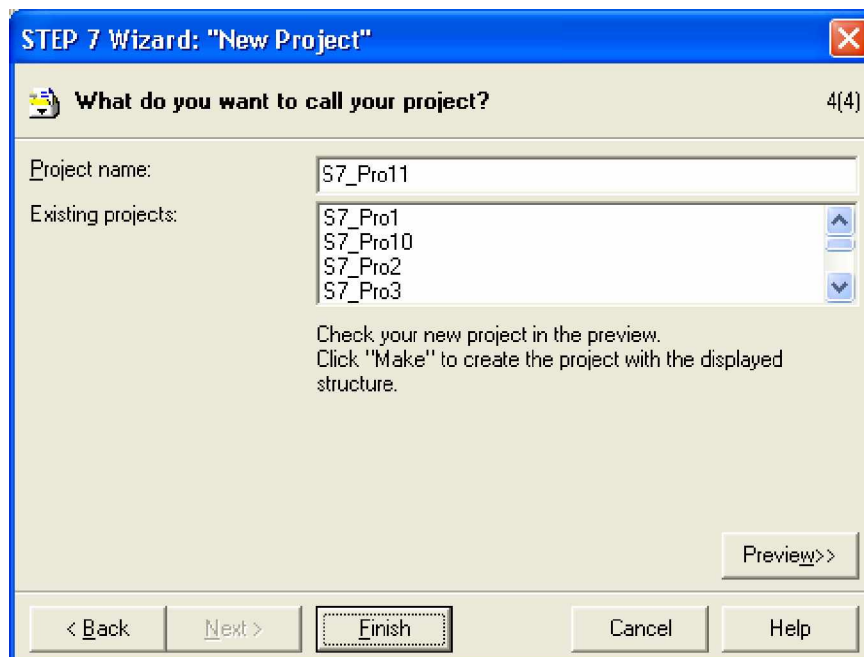 STEP 7 Wizard: "New Project"
What do you want to call your project?
4(4)
Project name:
S7_Pro11
Existing projects:
S7_Pro1
S7_Pro10
S7_Pro2
S7_Pro3
Check your new project in the preview.
Click "Make" to create the project with the displayed
structure.
Preview>>
< Back
Next >
Finish
Cancel
Help